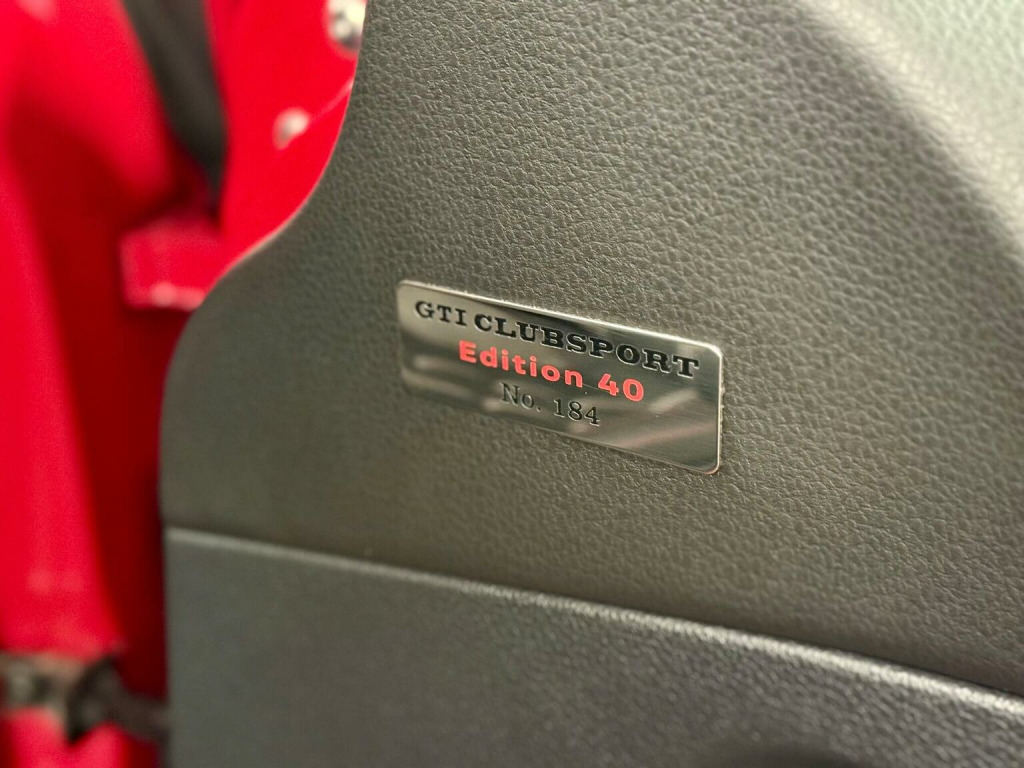 GTI CLUBSPORT
Edition 40
No. 184